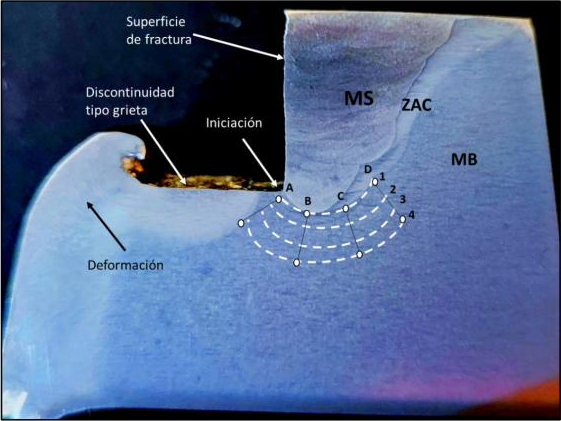 Superficie
de fractura
Discontinuidad
tipo grieta
Iniciación
MS
ZAC
MB
A
B
C
D
1
2
3
4
Deformación